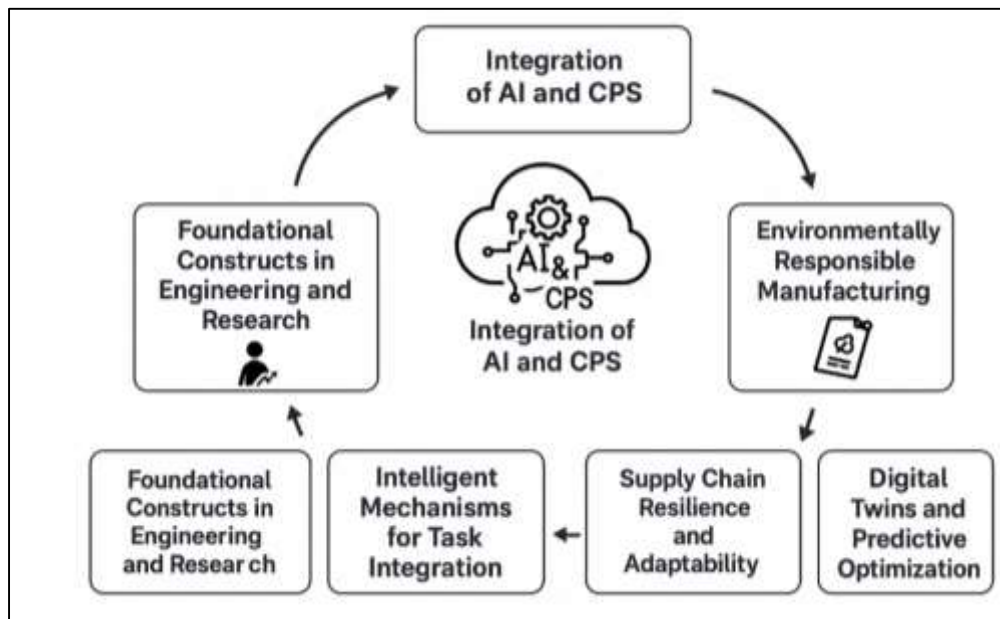 Integration
of AI and CPS
Foundational
Constructs in
Engineering and
Research
AI
&
CPS
Integration of
AI and CPS
Environmentally
Responsible
Manufacturing
Foundational
Constructs in
Engineering
and Resear ch
Intelligent
Mechanisms
for Task
Integration
Supply Chain
Resilience
and
Adaptability
Digital
Twins and
Predictive
Optimization